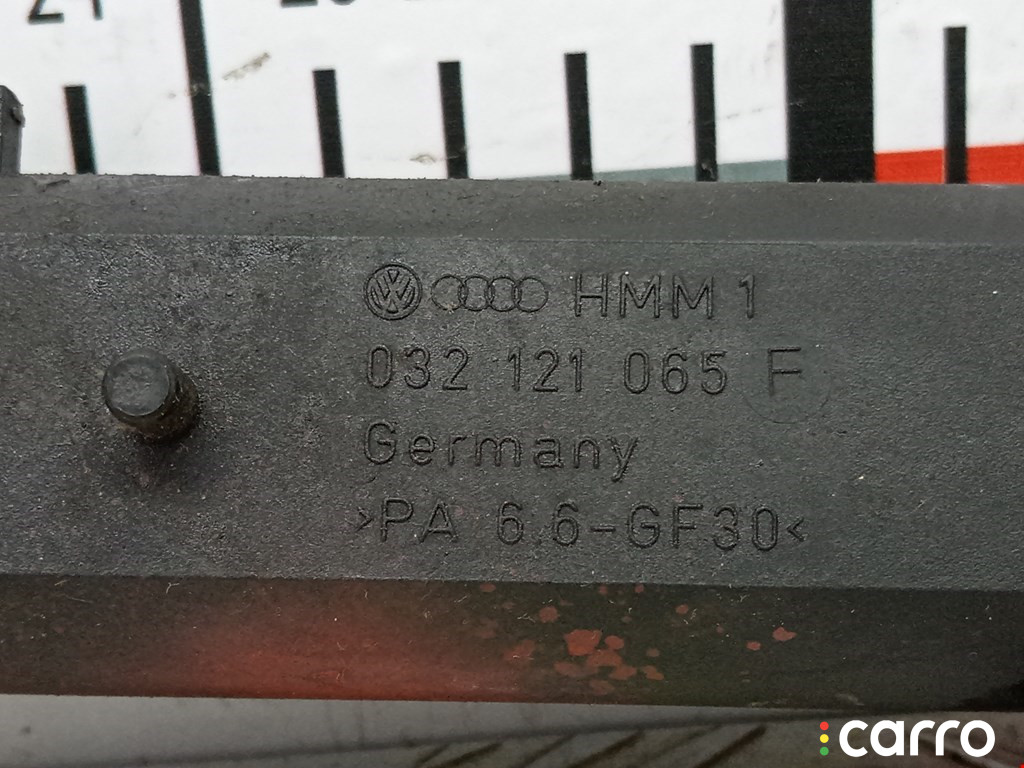 HMM 1
032 121 065 F
Germany
>PA 6.6-GF30<
carro